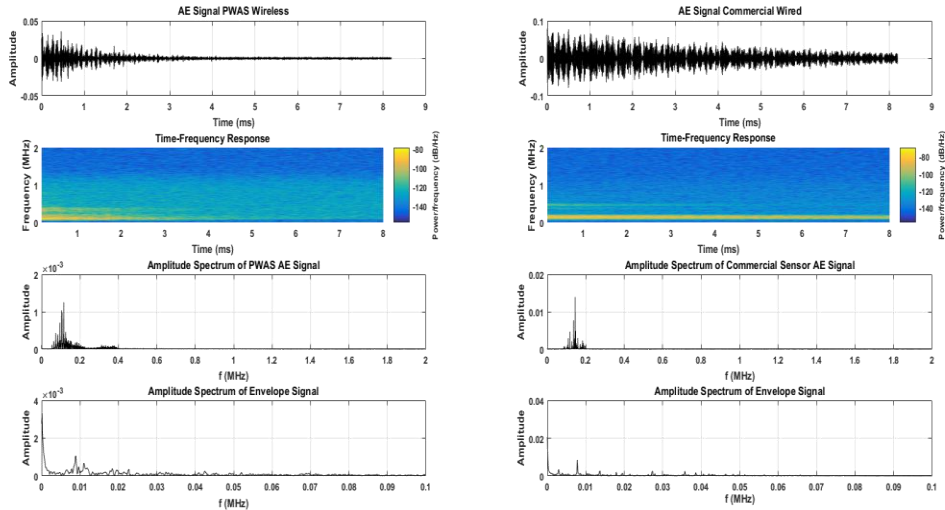 AE Signal PWAS Wireless
0.05
0
-0.05
Amplitude
0 1 2 3 4 5 6 7 8 9
Time (ms)
Time-Frequency Response
2
1
0
Frequency (MHz)
1 2 3 4 5 6 7 8
Time (ms)
-80
-100
-120
-140
Power/frequency (dB/Hz)
Amplitude Spectrum of PWAS AE Signal
×10-3
2
1
0
Amplitude
0 0.2 0.4 0.6 0.8 1 1.2 1.4 1.6 1.8 2
f (MHz)
Amplitude Spectrum of Envelope Signal
×10-3
4
2
0
Amplitude
0 0.01 0.02 0.03 0.04 0.05 0.06 0.07 0.08 0.09 0.1
f (MHz)
AE Signal Commercial Wired
0.1
0
-0.1
Amplitude
0 1 2 3 4 5 6 7 8 9
Time (ms)
Time-Frequency Response
2
1
0
Frequency (MHz)
1 2 3 4 5 6 7 8
Time (ms)
-80
-100
-120
-140
Power/frequency (dB/Hz)
Amplitude Spectrum of Commercial Sensor AE Signal
0.02
0.01
0
Amplitude
0 0.2 0.4 0.6 0.8 1 1.2 1.4 1.6 1.8 2
f (MHz)
Amplitude Spectrum of Envelope Signal
0.04
0.02
0
Amplitude
0 0.01 0.02 0.03 0.04 0.05 0.06 0.07 0.08 0.09 0.1
f (MHz)